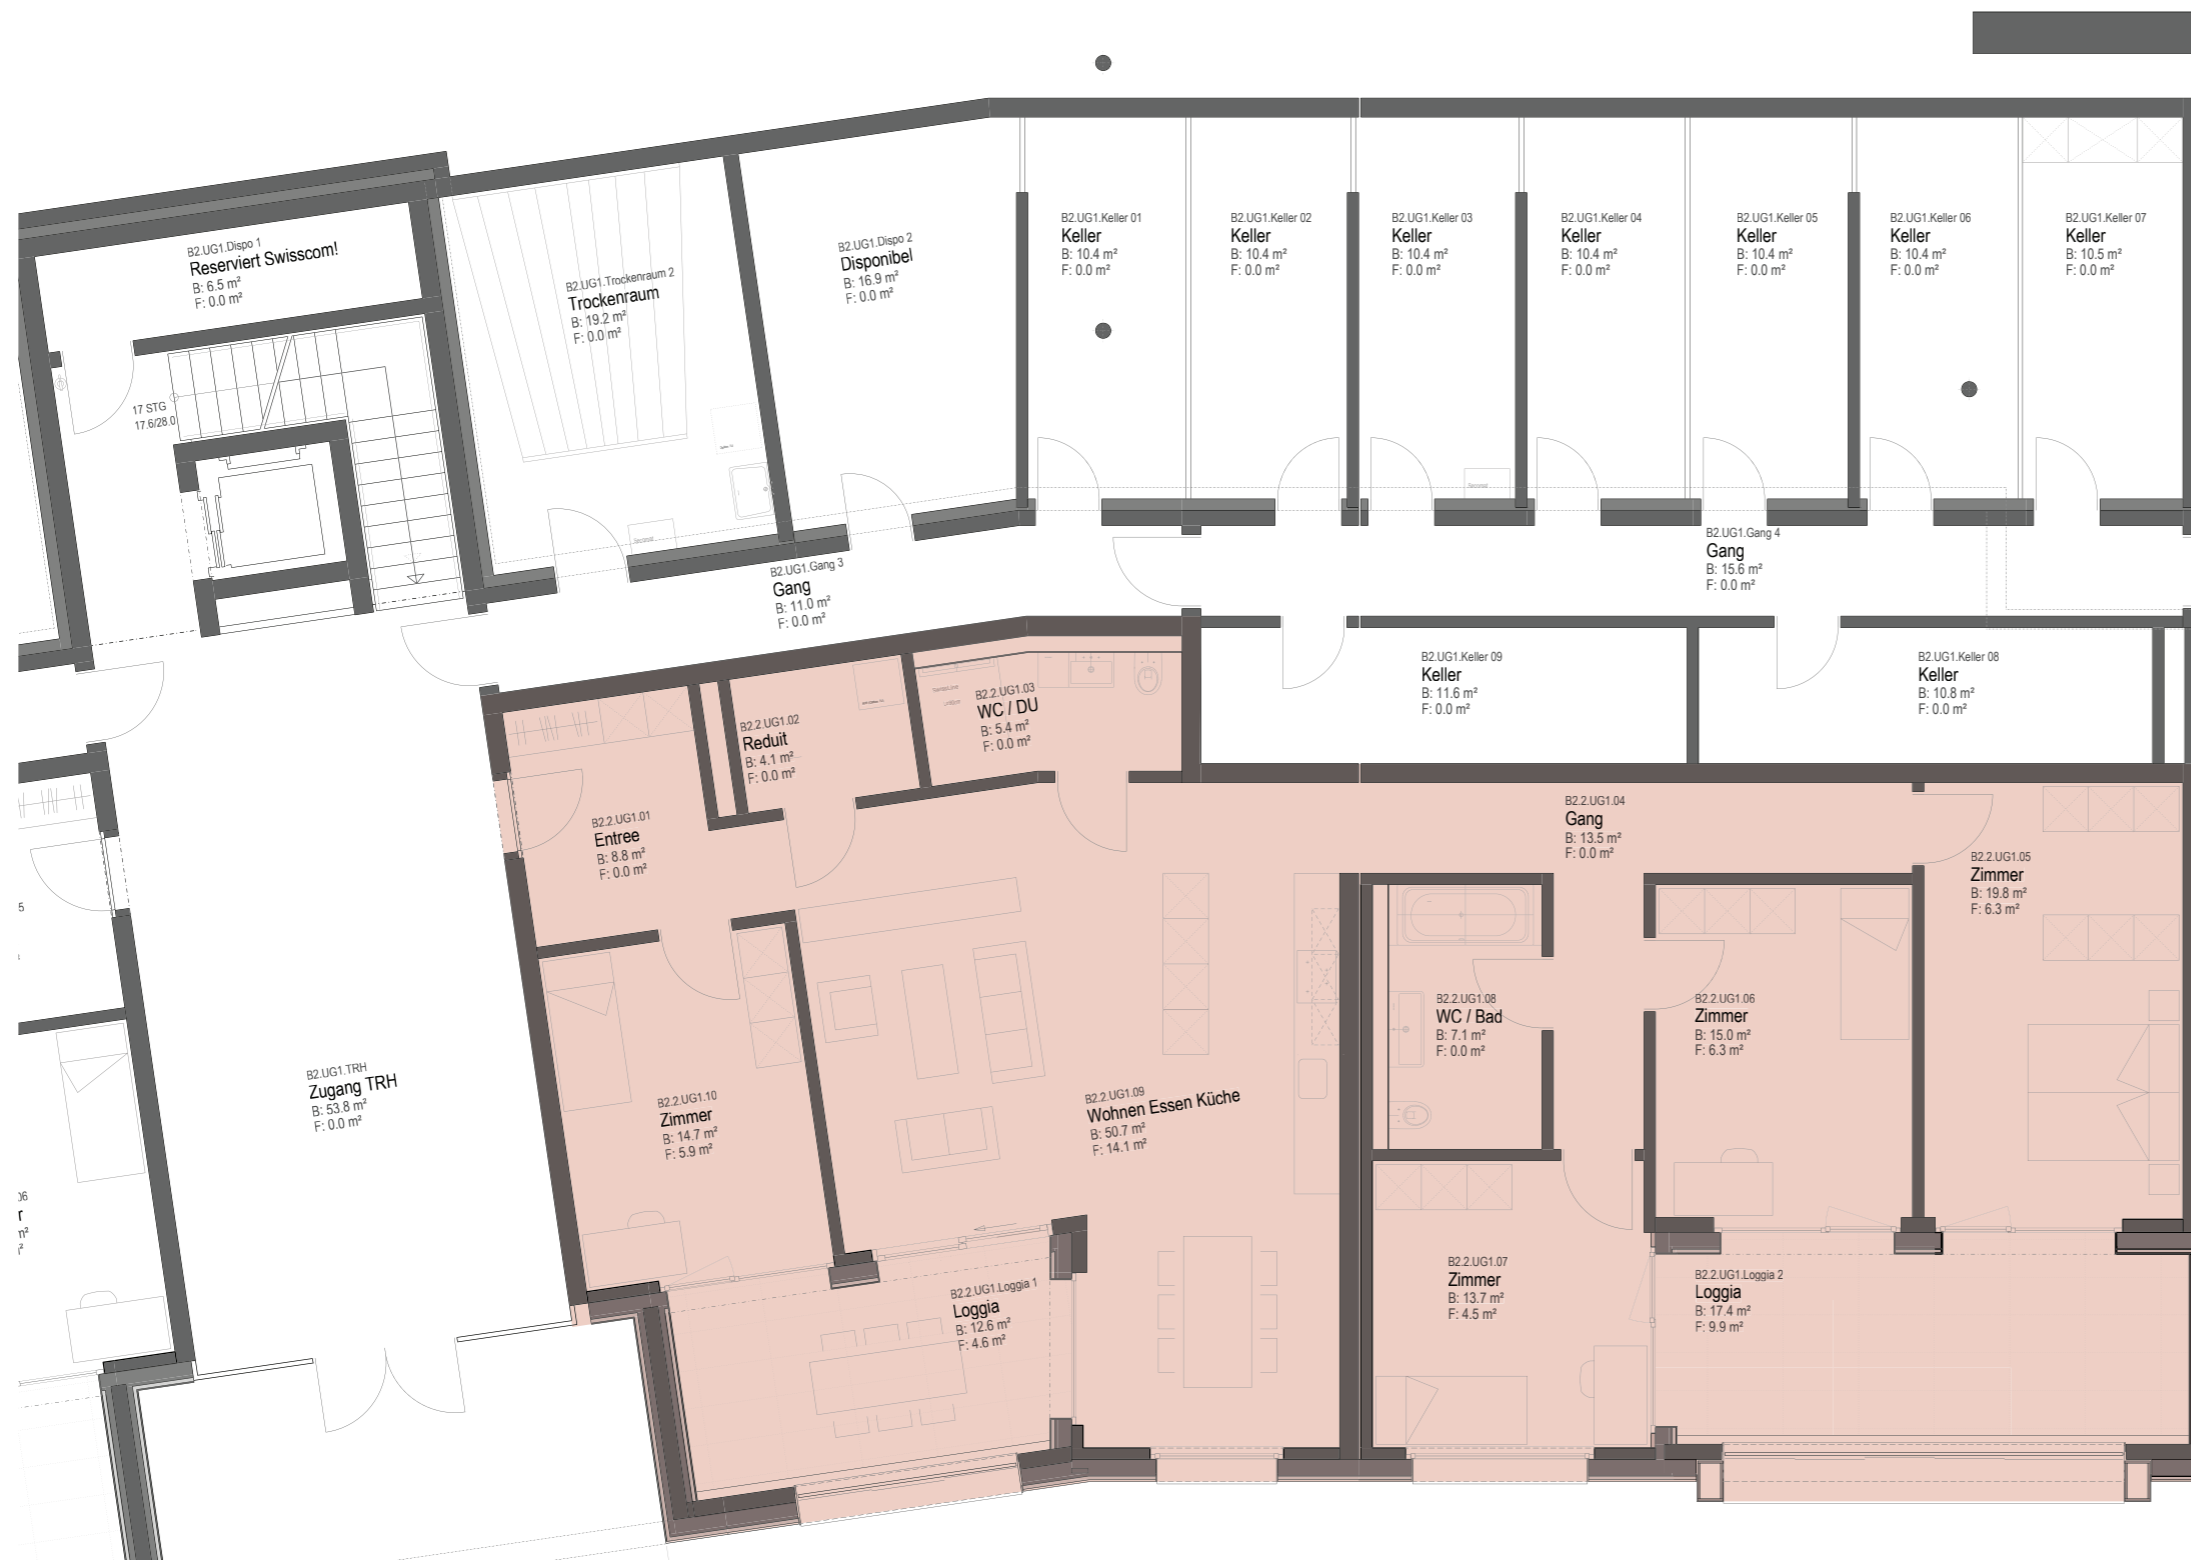 B2.UG1.Dispo 1
Reserviert Swisscom!
B: 6.5 m²
F: 0.0 m²
17 STG
17.6/28.0
B2.UG1.Trockenraum 2
Trockenraum
B: 19.2 m²
F: 0.0 m²
B2.UG1.Dispo 2
Disponibel
B: 16.9 m²
F: 0.0 m²
B2.UG1.Keller 01
Keller
B: 10.4 m²
F: 0.0 m²
B2.UG1.Keller 02
Keller
B: 10.4 m²
F: 0.0 m²
B2.UG1.Keller 03
Keller
B: 10.4 m²
F: 0.0 m²
B2.UG1.Keller 04
Keller
B: 10.4 m²
F: 0.0 m²
B2.UG1.Keller 05
Keller
B: 10.4 m²
F: 0.0 m²
B2.UG1.Keller 06
Keller
B: 10.4 m²
F: 0.0 m²
B2.UG1.Keller 07
Keller
B: 10.5 m²
F: 0.0 m²
B2.UG1.Gang 3
Gang
B: 11.0 m²
F: 0.0 m²
B2.UG1.Gang 4
Gang
B: 15.6 m²
F: 0.0 m²
B2.UG1.Keller 09
Keller
B: 11.6 m²
F: 0.0 m²
B2.UG1.Keller 08
Keller
B: 10.8 m²
F: 0.0 m²
B2.2.UG1.03
WC / DU
B: 5.4 m²
F: 0.0 m²
B2.2.UG1.02
Reduit
B: 4.1 m²
F: 0.0 m²
B2.2.UG1.01
Entree
B: 8.8 m²
F: 0.0 m²
B2.2.UG1.04
Gang
B: 13.5 m²
F: 0.0 m²
B2.2.UG1.05
Zimmer
B: 19.8 m²
F: 6.3 m²
5
B2.2.UG1.08
WC / Bad
B: 7.1 m²
F: 0.0 m²
B2.2.UG1.06
Zimmer
B: 15.0 m²
F: 6.3 m²
B2.UG1.TRH
Zugang TRH
B: 53.8 m²
F: 0.0 m²
B2.2.UG1.10
Zimmer
B: 14.7 m²
F: 5.9 m²
B2.2.UG1.09
Wohnen Essen Küche
B: 50.7 m²
F: 14.1 m²
06
r
m²
B2.2.UG1.Loggia 1
Loggia
B: 12.6 m²
F: 4.6 m²
B2.2.UG1.07
Zimmer
B: 13.7 m²
F: 4.5 m²
B2.2.UG1.Loggia 2
Loggia
B: 17.4 m²
F: 9.9 m²